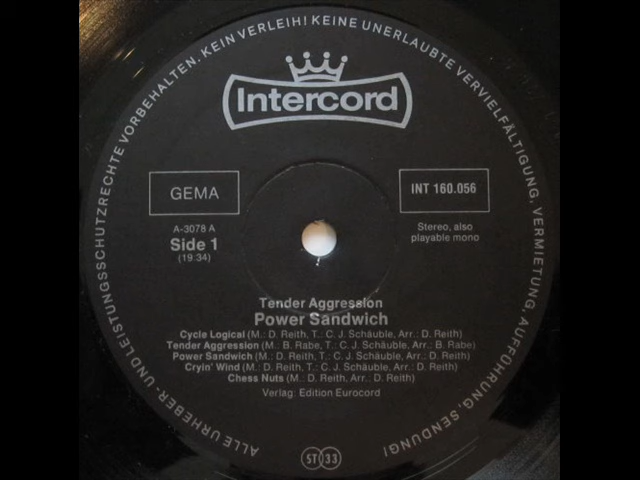 ALLE URHEBER- UND LEISTUNGSSCHUTZRECHTE VORBEHALTEN. KEIN VERLEIH! KEINE UNERLAUBTE VERVIELFÄLTIGUNG, VERMIETUNG, AUFFÜHRUNG, SENDUNG!
Intercord
GEMA
INT 160.056
A-3078 A
Side 1
(19:34)
Stereo, also
playable mono
Tender Aggression
Power Sandwich
Cycle Logical (M.: D. Reith, T.: C. J. Schäuble, Arr.: D. Reith)
Tender Aggression (M.: B. Rabe, T.: C. J. Schäuble, Arr.: B. Rabe)
Power Sandwich (M.: D. Reith, T.: C. J. Schäuble, Arr.: D. Reith)
Cryin' Wind (M.: D. Reith, T.: C. J. Schäuble, Arr.: D. Reith)
Chess Nuts (M.: D. Reith, Arr.: D. Reith)
Verlag: Edition Eurocord
ST 33